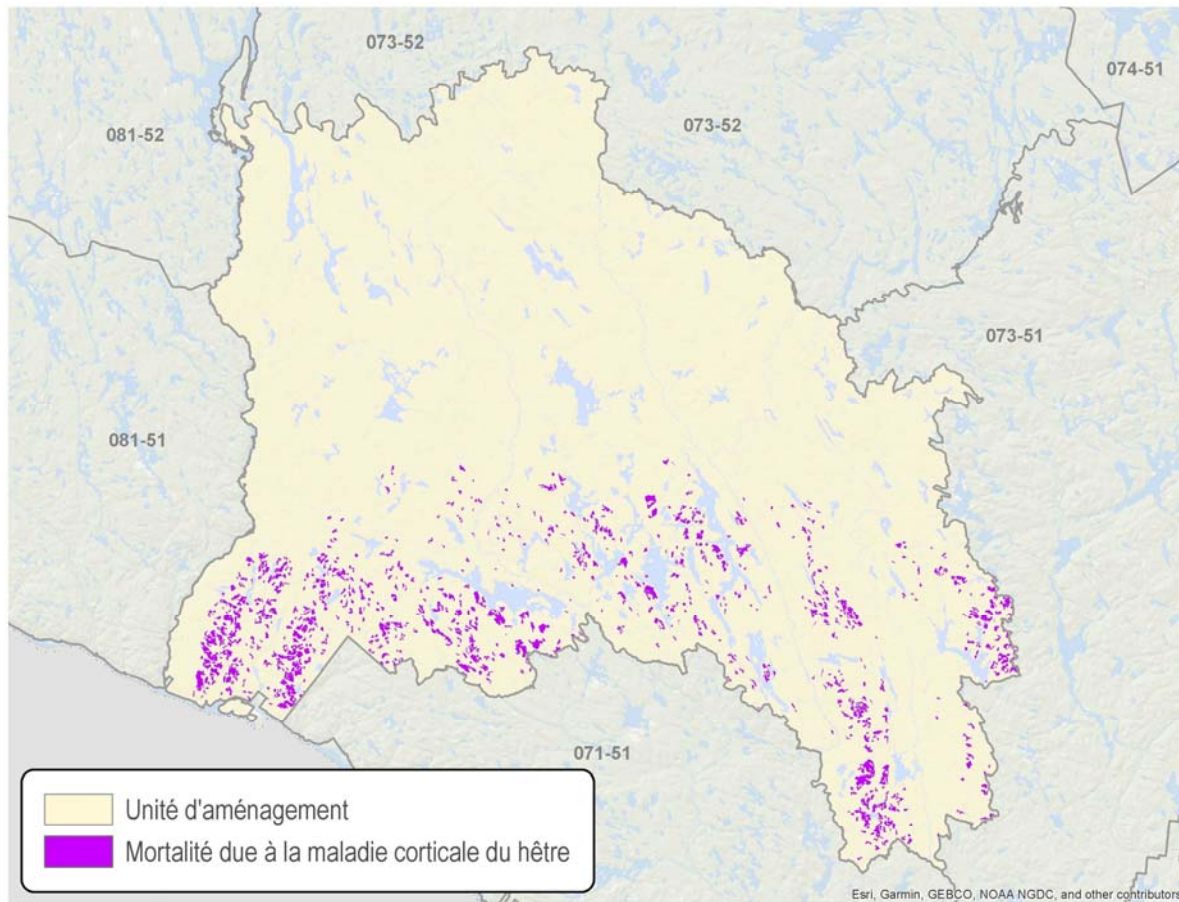 073-52
074-51
081-52
073-52
073-51
081-51
071-51
Unité d'aménagement
Mortalité due à la maladie corticale du hêtre
Esri, Garmin, GEBCO, NOAA NGDC, and other contributors